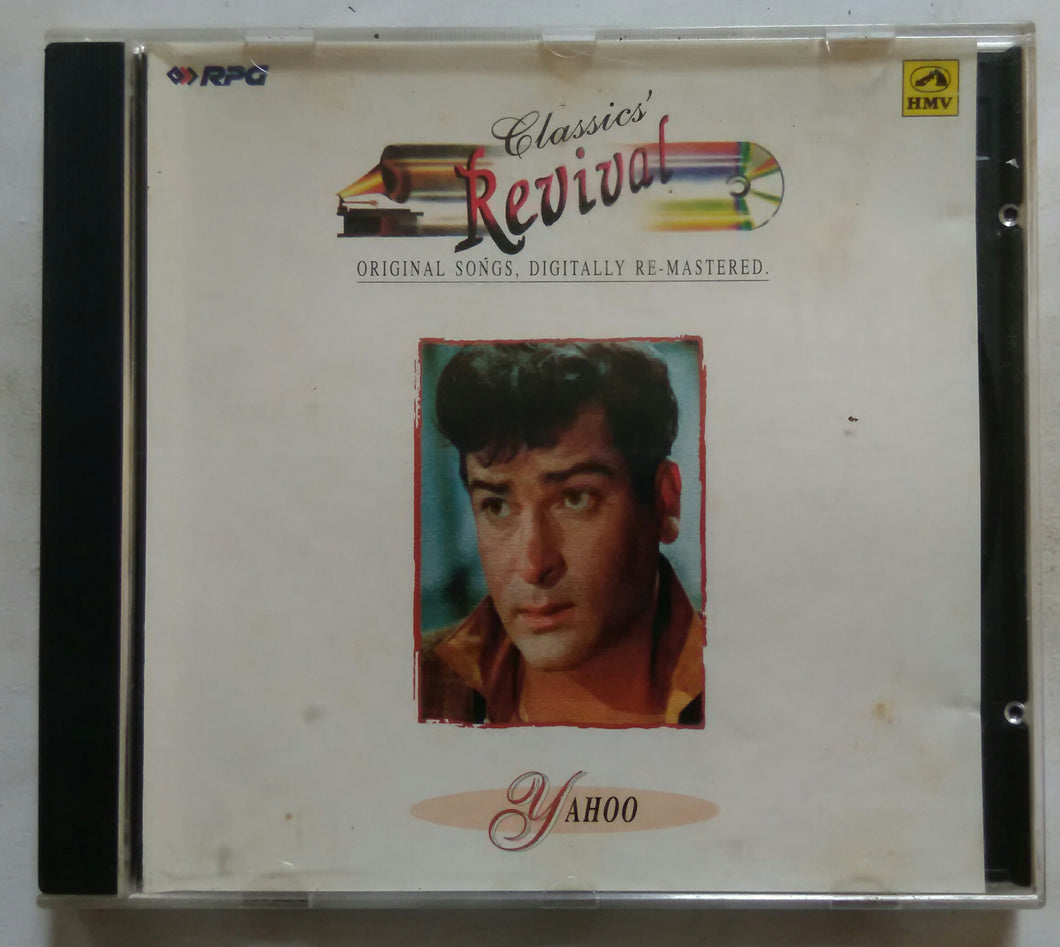 RPG
HMV
Classics'
Revival
ORIGINAL SONGS, DIGITALLY RE-MASTERED.
YAHOO